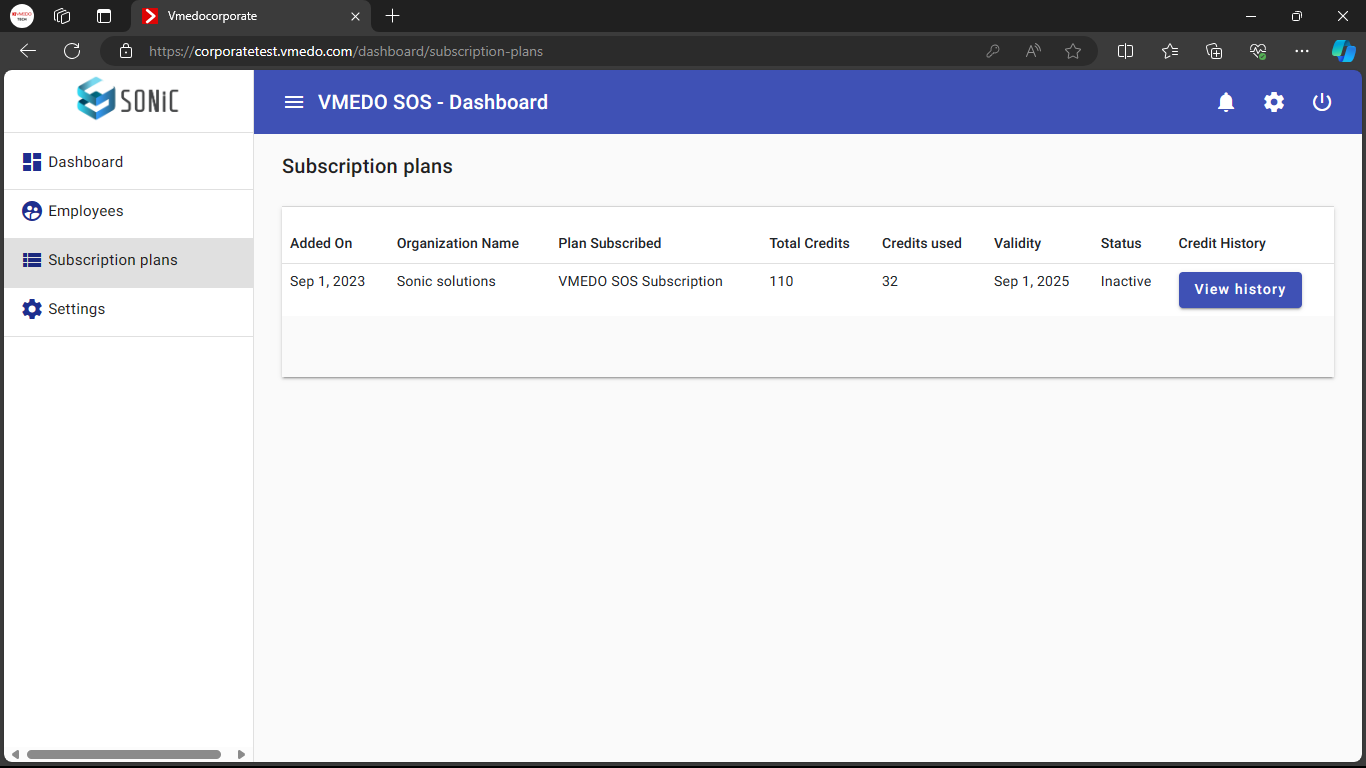 Vmedocorporate
https://corporatetest.vmedo.com/dashboard/subscription-plans
SONiC
VMEDO SOS - Dashboard
Dashboard
Employees
Subscription plans
Settings
Subscription plans
Added On Organization Name Plan Subscribed Total Credits Credits used Validity Status Credit History
Sep 1, 2023 Sonic solutions VMEDO SOS Subscription 110 32 Sep 1, 2025 Inactive View history